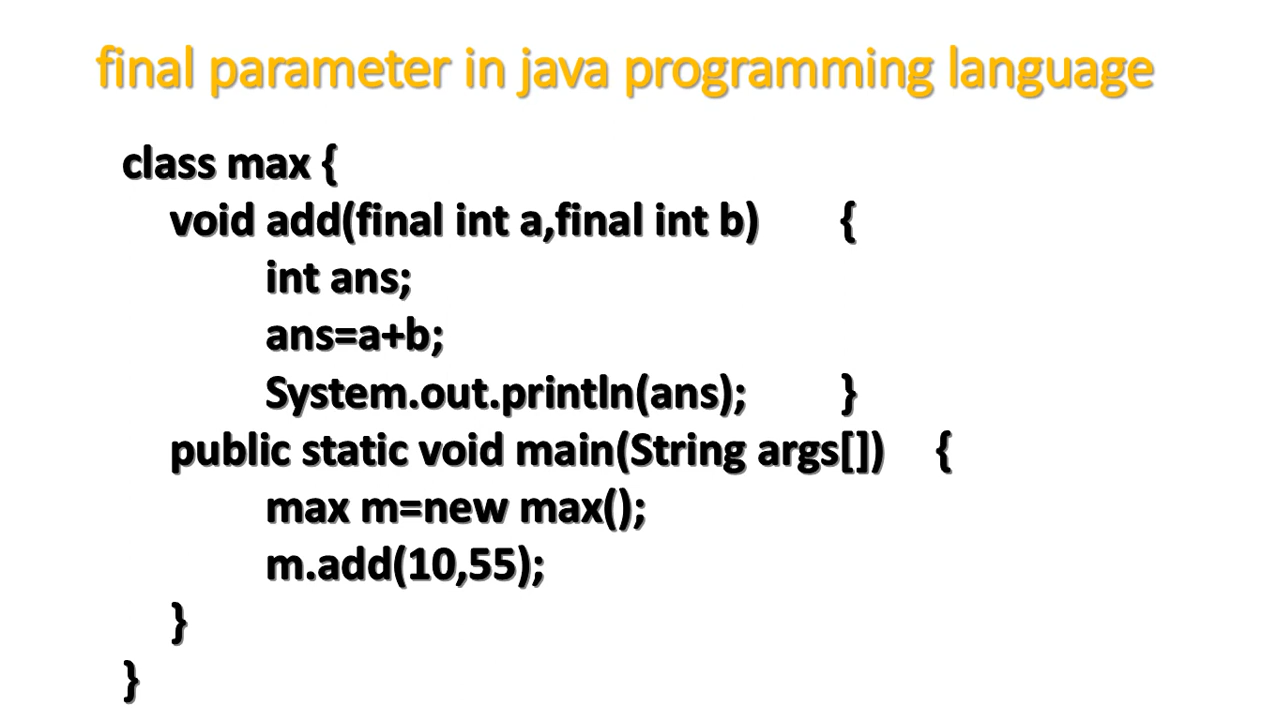 final parameter in java programming language
class max {
void add(final int a,final int b) {
int ans;
ans=a+b;
System.out.println(ans); }
public static void main(String args[]) {
max m=new max();
m.add(10,55);
}
}